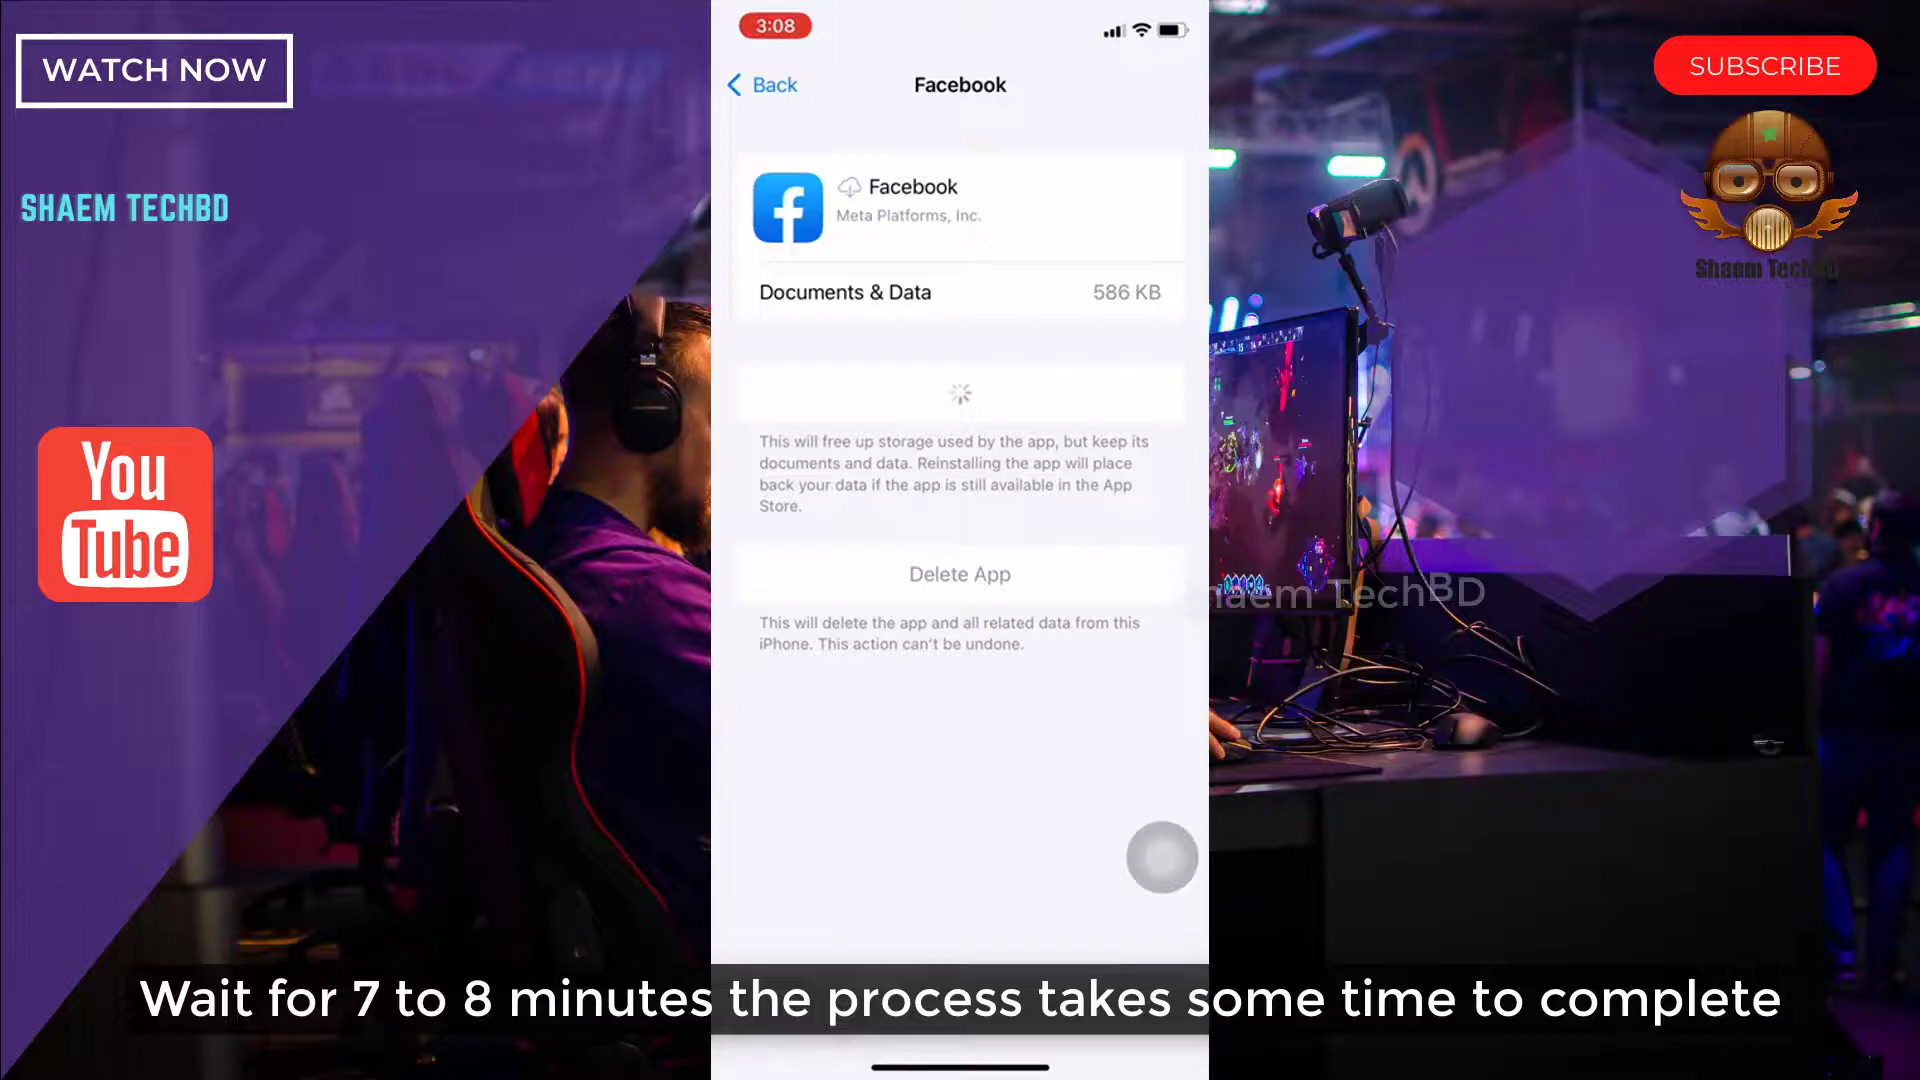 WATCH NOW
SHAEM TECHBD
You
Tube
3:08
Back
Facebook
Facebook
Meta Platforms, Inc.
Documents & Data
586 KB
This will free up storage used by the app, but keep its
documents and data. Reinstalling the app will place
back your data if the app is still available in the App
Store.
Delete App
This will delete the app and all related data from this
iPhone. This action can't be undone.
SUBSCRIBE
Shaem TechBD
haem TechBD
Wait for 7 to 8 minutes the process takes some time to complete